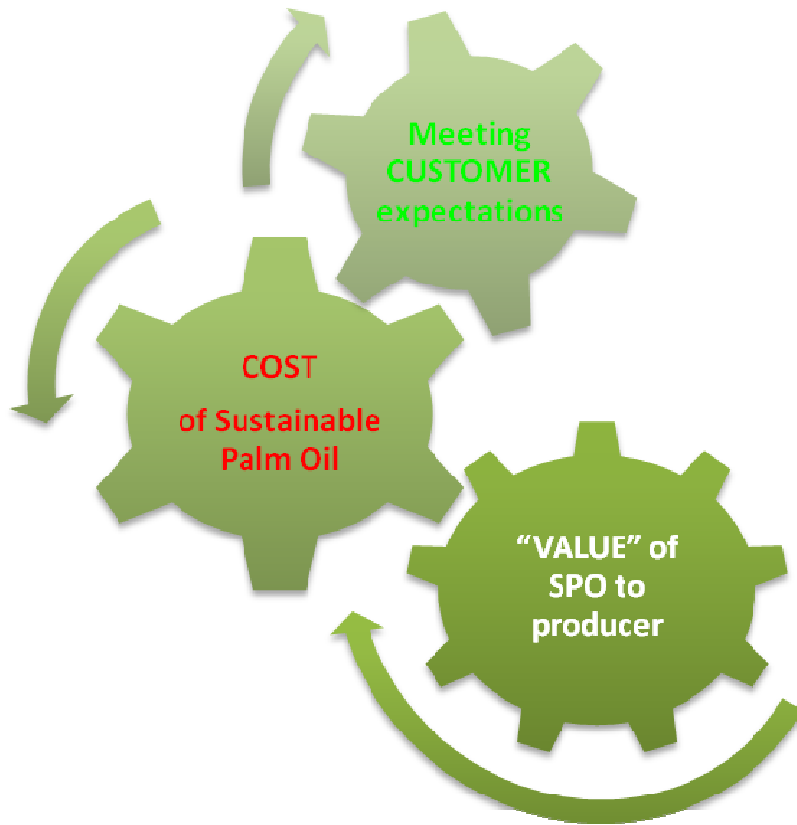 Meeting
CUSTOMER
expectations
COST
of Sustainable
Palm Oil
“VALUE” of
SPO to
producer